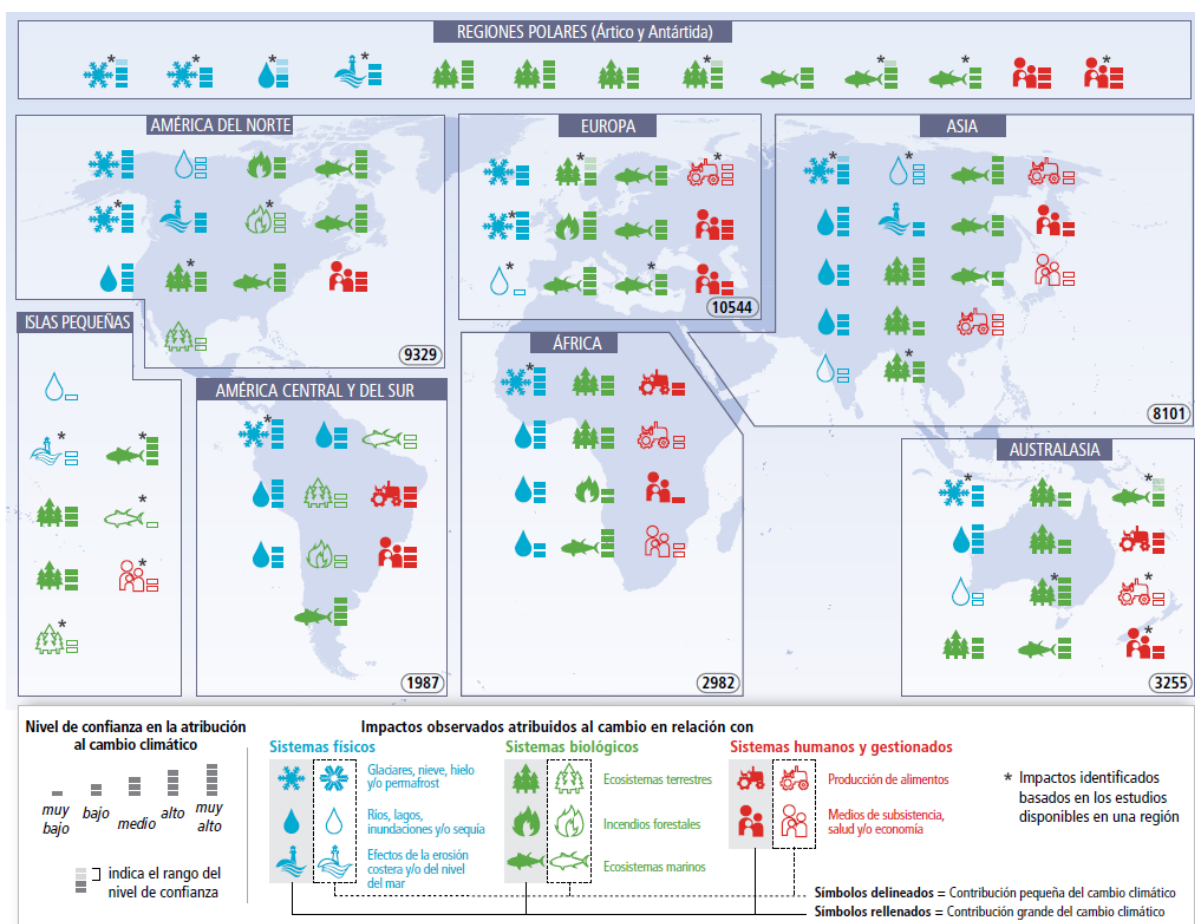 REGIONES POLARES (Ártico y Antártida)
*
*
*
*
*
*
*
*
AMÉRICA DEL NORTE
*
*
*
EUROPA
*
*
*
*
*
10544
ASIA
*
*
*
*
8101
9329
ISLAS PEQUEÑAS
*
*
*
*
*
AMÉRICA CENTRAL Y DEL SUR
*
1987
ÁFRICA
*
*
2982
AUSTRALASIA
*
*
*
*
*
3255
Nivel de confianza en la atribución
al cambio climático
muy
bajo
bajo
medio
alto
muy
alto
indica el rango del
nivel de confianza
Impactos observados atribuidos al cambio en relación con
Sistemas físicos
Glaciares, nieve, hielo
y/o permafrost
Ríos, lagos,
inundaciones y/o sequía
Efectos de la erosión
costera y/o del nivel
del mar
Sistemas biológicos
Ecosistemas terrestres
Incendios forestales
Ecosistemas marinos
Sistemas humanos y gestionados
Producción de alimentos
Medios de subsistencia,
salud y/o economía
* Impactos identificados
basados en los estudios
disponibles en una región
Símbolos delineados = Contribución pequeña del cambio climático
Símbolos rellenados = Contribución grande del cambio climático